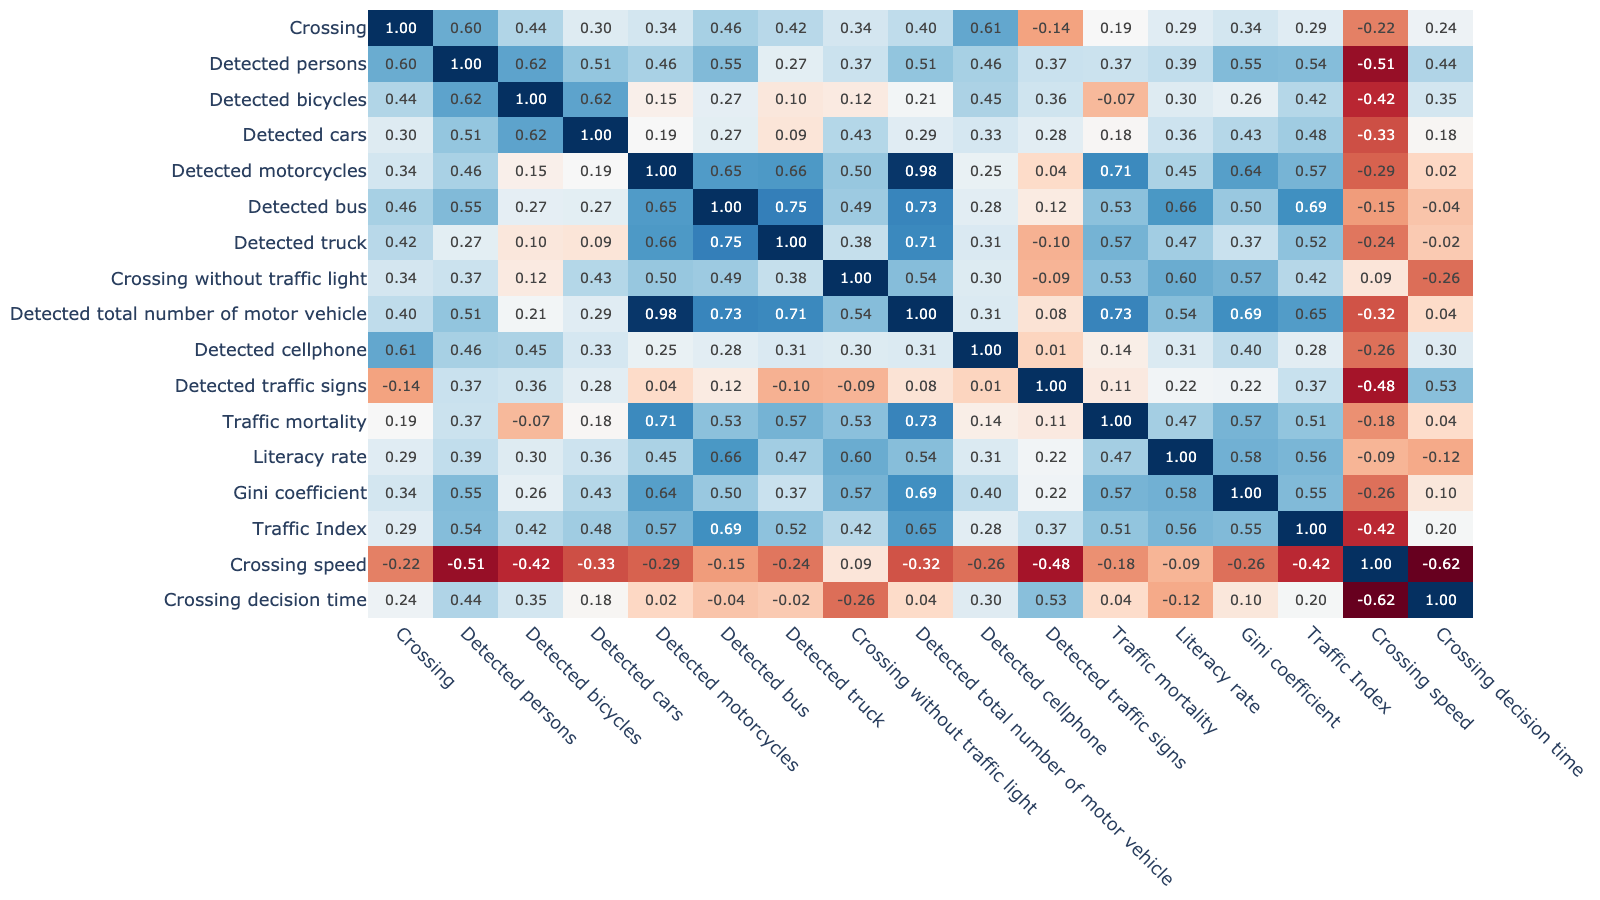 Crossing 1.00 0.60 0.44 0.30 0.34 0.46 0.42 0.34 0.40 0.61 -0.14 0.19 0.29 0.34 0.29 -0.22 0.24
Detected persons 0.60 1.00 0.62 0.51 0.46 0.55 0.27 0.37 0.51 0.46 0.37 0.37 0.39 0.55 0.54 -0.51 0.44
Detected bicycles 0.44 0.62 1.00 0.62 0.15 0.27 0.10 0.12 0.21 0.45 0.36 -0.07 0.30 0.26 0.42 -0.42 0.35
Detected cars 0.30 0.51 0.62 1.00 0.19 0.27 0.09 0.43 0.29 0.33 0.28 0.18 0.36 0.43 0.48 -0.33 0.18
Detected motorcycles 0.34 0.46 0.15 0.19 1.00 0.65 0.66 0.50 0.98 0.25 0.04 0.71 0.45 0.64 0.57 -0.29 0.02
Detected bus 0.46 0.55 0.27 0.27 0.65 1.00 0.75 0.49 0.73 0.28 0.12 0.53 0.66 0.50 0.69 -0.15 -0.04
Detected truck 0.42 0.27 0.10 0.09 0.66 0.75 1.00 0.38 0.71 0.31 -0.10 0.57 0.47 0.37 0.52 -0.24 -0.02
Crossing without traffic light 0.34 0.37 0.12 0.43 0.50 0.49 0.38 1.00 0.54 0.30 -0.09 0.53 0.60 0.57 0.42 0.09 -0.26
Detected total number of motor vehicle 0.40 0.51 0.21 0.29 0.98 0.73 0.71 0.54 1.00 0.31 0.08 0.73 0.54 0.69 0.65 -0.32 0.04
Detected cellphone 0.61 0.46 0.45 0.33 0.25 0.28 0.31 0.30 0.31 1.00 0.01 0.14 0.31 0.40 0.28 -0.26 0.30
Detected traffic signs -0.14 0.37 0.36 0.28 0.04 0.12 -0.10 -0.09 0.08 0.01 1.00 0.11 0.22 0.22 0.37 -0.48 0.53
Traffic mortality 0.19 0.37 -0.07 0.18 0.71 0.53 0.57 0.53 0.73 0.14 0.11 1.00 0.47 0.57 0.51 -0.18 0.04
Literacy rate 0.29 0.39 0.30 0.36 0.45 0.66 0.47 0.60 0.54 0.31 0.22 0.47 1.00 0.58 0.56 -0.09 -0.12
Gini coefficient 0.34 0.55 0.26 0.43 0.64 0.50 0.37 0.57 0.69 0.40 0.22 0.57 0.58 1.00 0.55 -0.26 0.10
Traffic Index 0.29 0.54 0.42 0.48 0.57 0.69 0.52 0.42 0.65 0.28 0.37 0.51 0.56 0.55 1.00 -0.42 0.20
Crossing speed -0.22 -0.51 -0.42 -0.33 -0.29 -0.15 -0.24 0.09 -0.32 -0.26 -0.48 -0.18 -0.09 -0.26 -0.42 1.00 -0.62
Crossing decision time 0.24 0.44 0.35 0.18 0.02 -0.04 -0.02 -0.26 0.04 0.30 0.53 0.04 -0.12 0.10 0.20 -0.62 1.00
Crossing
Detected persons
Detected bicycles
Detected cars
Detected motorcycles
Detected bus
Detected truck
Crossing without traffic light
Detected total number of motor vehicle
Detected cellphone
Detected traffic signs
Traffic mortality
Literacy rate
Gini coefficient
Traffic Index
Crossing speed
Crossing decision time